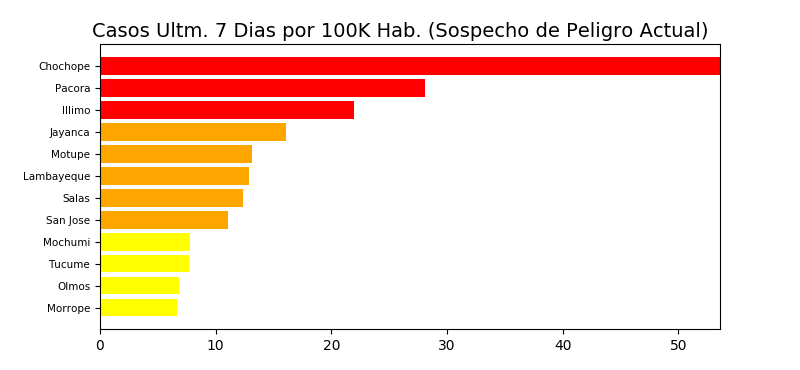 Casos Ultm. 7 Dias por 100K Hab. (Sospecho de Peligro Actual)
Chochope
Pacora
Illimo
Jayanca
Motupe
Lambayeque
Salas
San Jose
Mochumi
Tucume
Olmos
Morrope
0 10 20 30 40 50